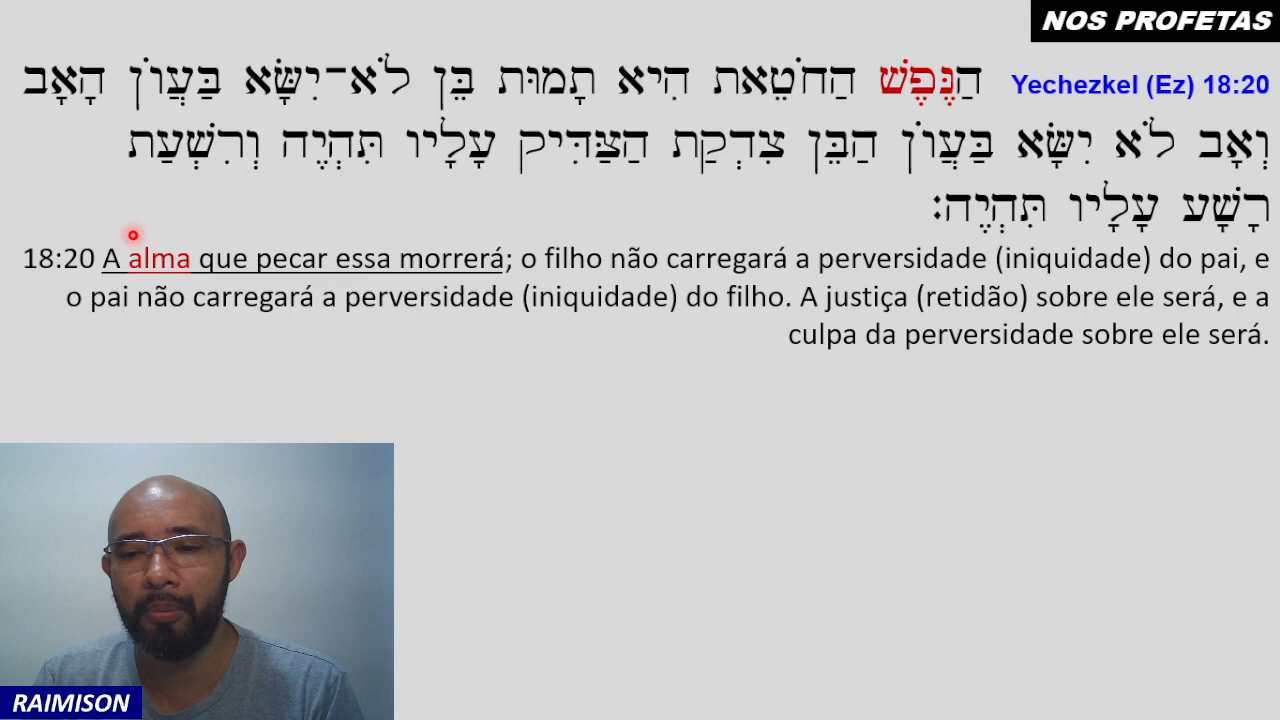 NOS PROFETAS
Yechezkel (Ez) 18:20 הַנֶּפֶשׁ הַחֹטֵאת הִיא תָמוּת בֵּן לֹא־יִשָּׂא בַּעֲוֺן הָאָב
וְאָב לֹא יִשָּׂא בַּעֲוֺן הַבֵּן צִדְקַת הַצַּדִּיק עָלָיו תִּהְיֶה וְרִשְׁעַת
רָשָׁע עָלָיו תִּהְיֶה׃
18:20 A alma que pecar essa morrerá; o filho não carregará a perversidade (iniquidade) do pai, e
o pai não carregará a perversidade (iniquidade) do filho. A justiça (retidão) sobre ele será, e a
culpa da perversidade sobre ele será.
RAIMISON